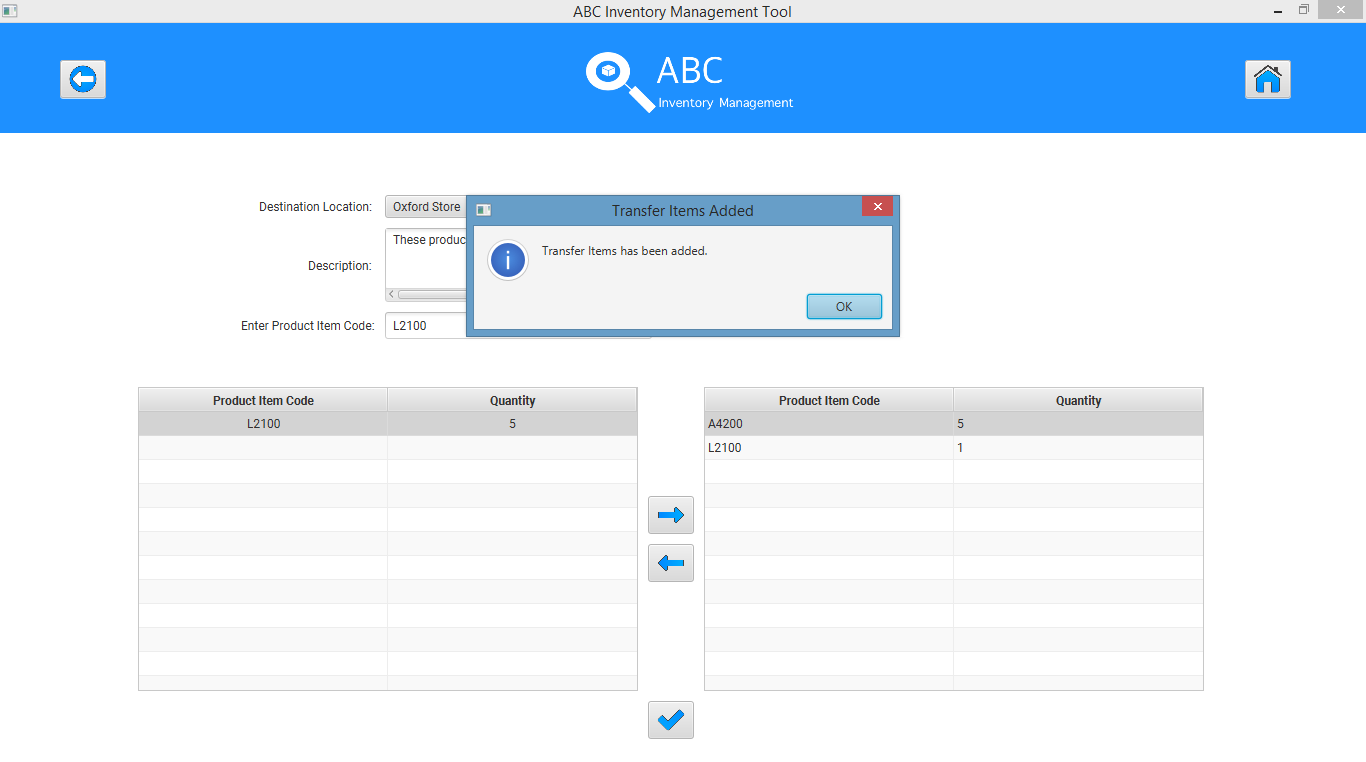 ABC Inventory Management Tool
ABC
Inventory Management
Destination Location:
Oxford Store
Transfer Items Added
Description:
These produc
Transfer Items has been added.
OK
Enter Product Item Code:
L2100
Product Item Code Quantity
L2100 5
Product Item Code Quantity
A4200 5
L2100 1